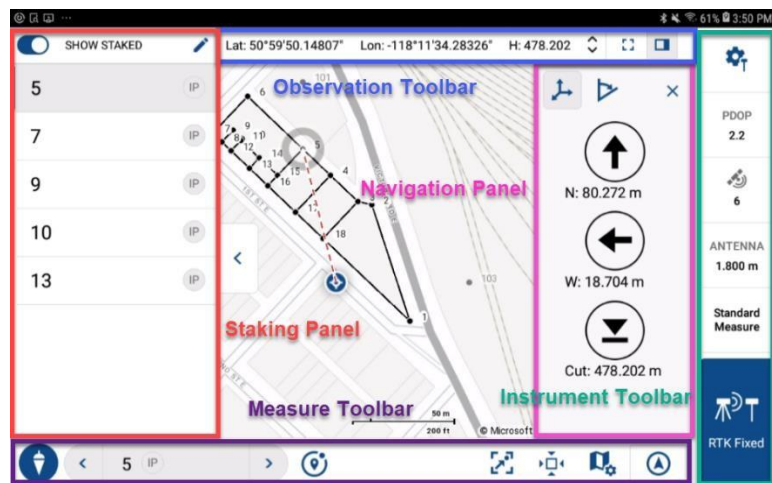 61% 3:50 PM
SHOW STAKED
Lat: 50°59'50.14807" Lon: -118°11'34.28326" H: 478.202
Observation Toolbar
5 IP
7 IP
9 IP
10 IP
13 IP
Staking Panel
101
6
5
7
9
8
11
10
12
14
13
15
4
16
3
2
17
18
1
103
1ST ST E
Navigation Panel
N: 80.272 m
W: 18.704 m
Cut: 478.202 m
PDOP
2.2
6
ANTENNA
1.800 m
Standard
Measure
Instrument Toolbar
RTK Fixed
Measure Toolbar
50 m
200 ft
© Microsoft
5 IP